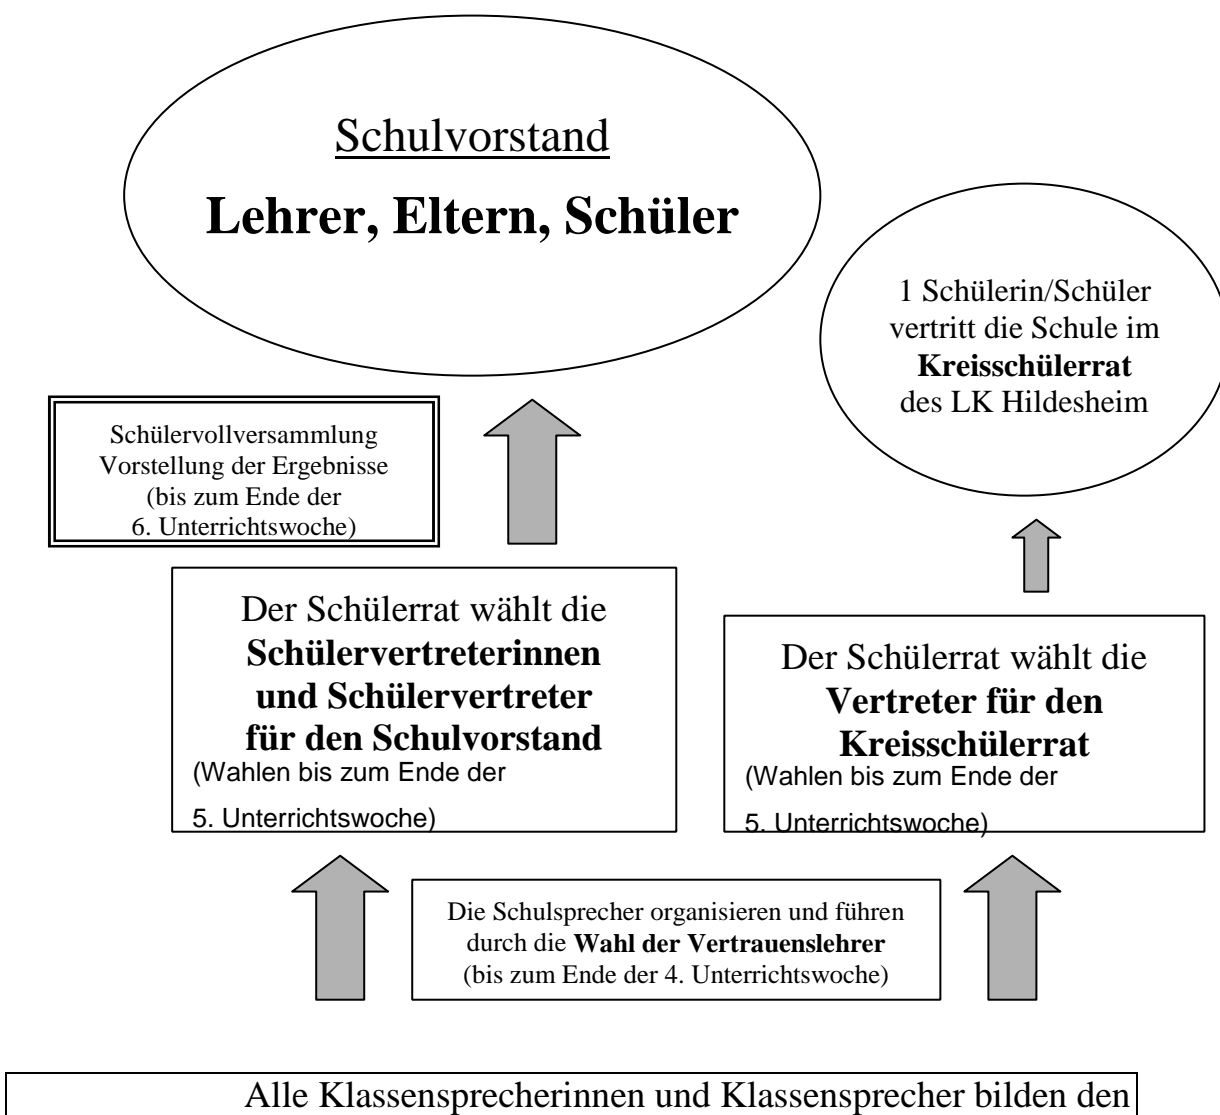 Schulvorstand
Lehrer, Eltern, Schüler
1 Schülerin/Schüler
vertritt die Schule im
Kreisschülerrat
des LK Hildesheim
Schülervollversammlung
Vorstellung der Ergebnisse
(bis zum Ende der
6. Unterrichtswoche)
Der Schülerrat wählt die
Schülervertreterinnen
und Schülervertreter
für den Schulvorstand
(Wahlen bis zum Ende der
5. Unterrichtswoche)
Der Schülerrat wählt die
Vertreter für den
Kreisschülerrat
(Wahlen bis zum Ende der
5. Unterrichtswoche)
Die Schulsprecher organisieren und führen
durch die Wahl der Vertrauenslehrer
(bis zum Ende der 4. Unterrichtswoche)
Alle Klassensprecherinnen und Klassensprecher bilden den